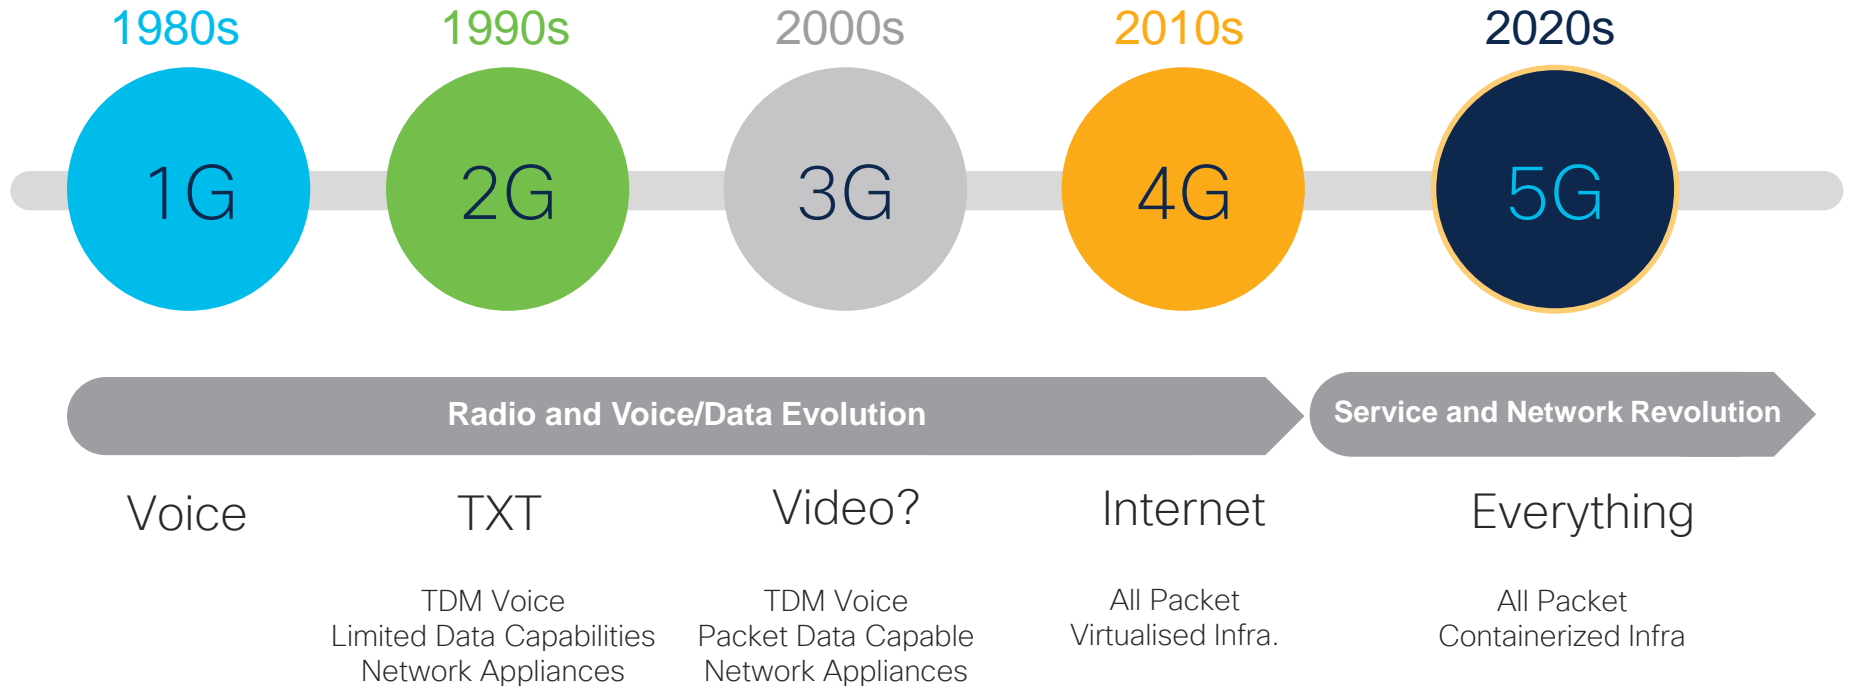 1980s
1990s
2000s
2010s
2020s
1G
2G
3G
4G
5G
Radio and Voice/Data Evolution
Service and Network Revolution
Voice
TXT
Video?
Internet
Everything
TDM Voice
Limited Data Capabilities
Network Appliances
TDM Voice
Packet Data Capable
Network Appliances
All Packet
Virtualised Infra.
All Packet
Containerized Infra